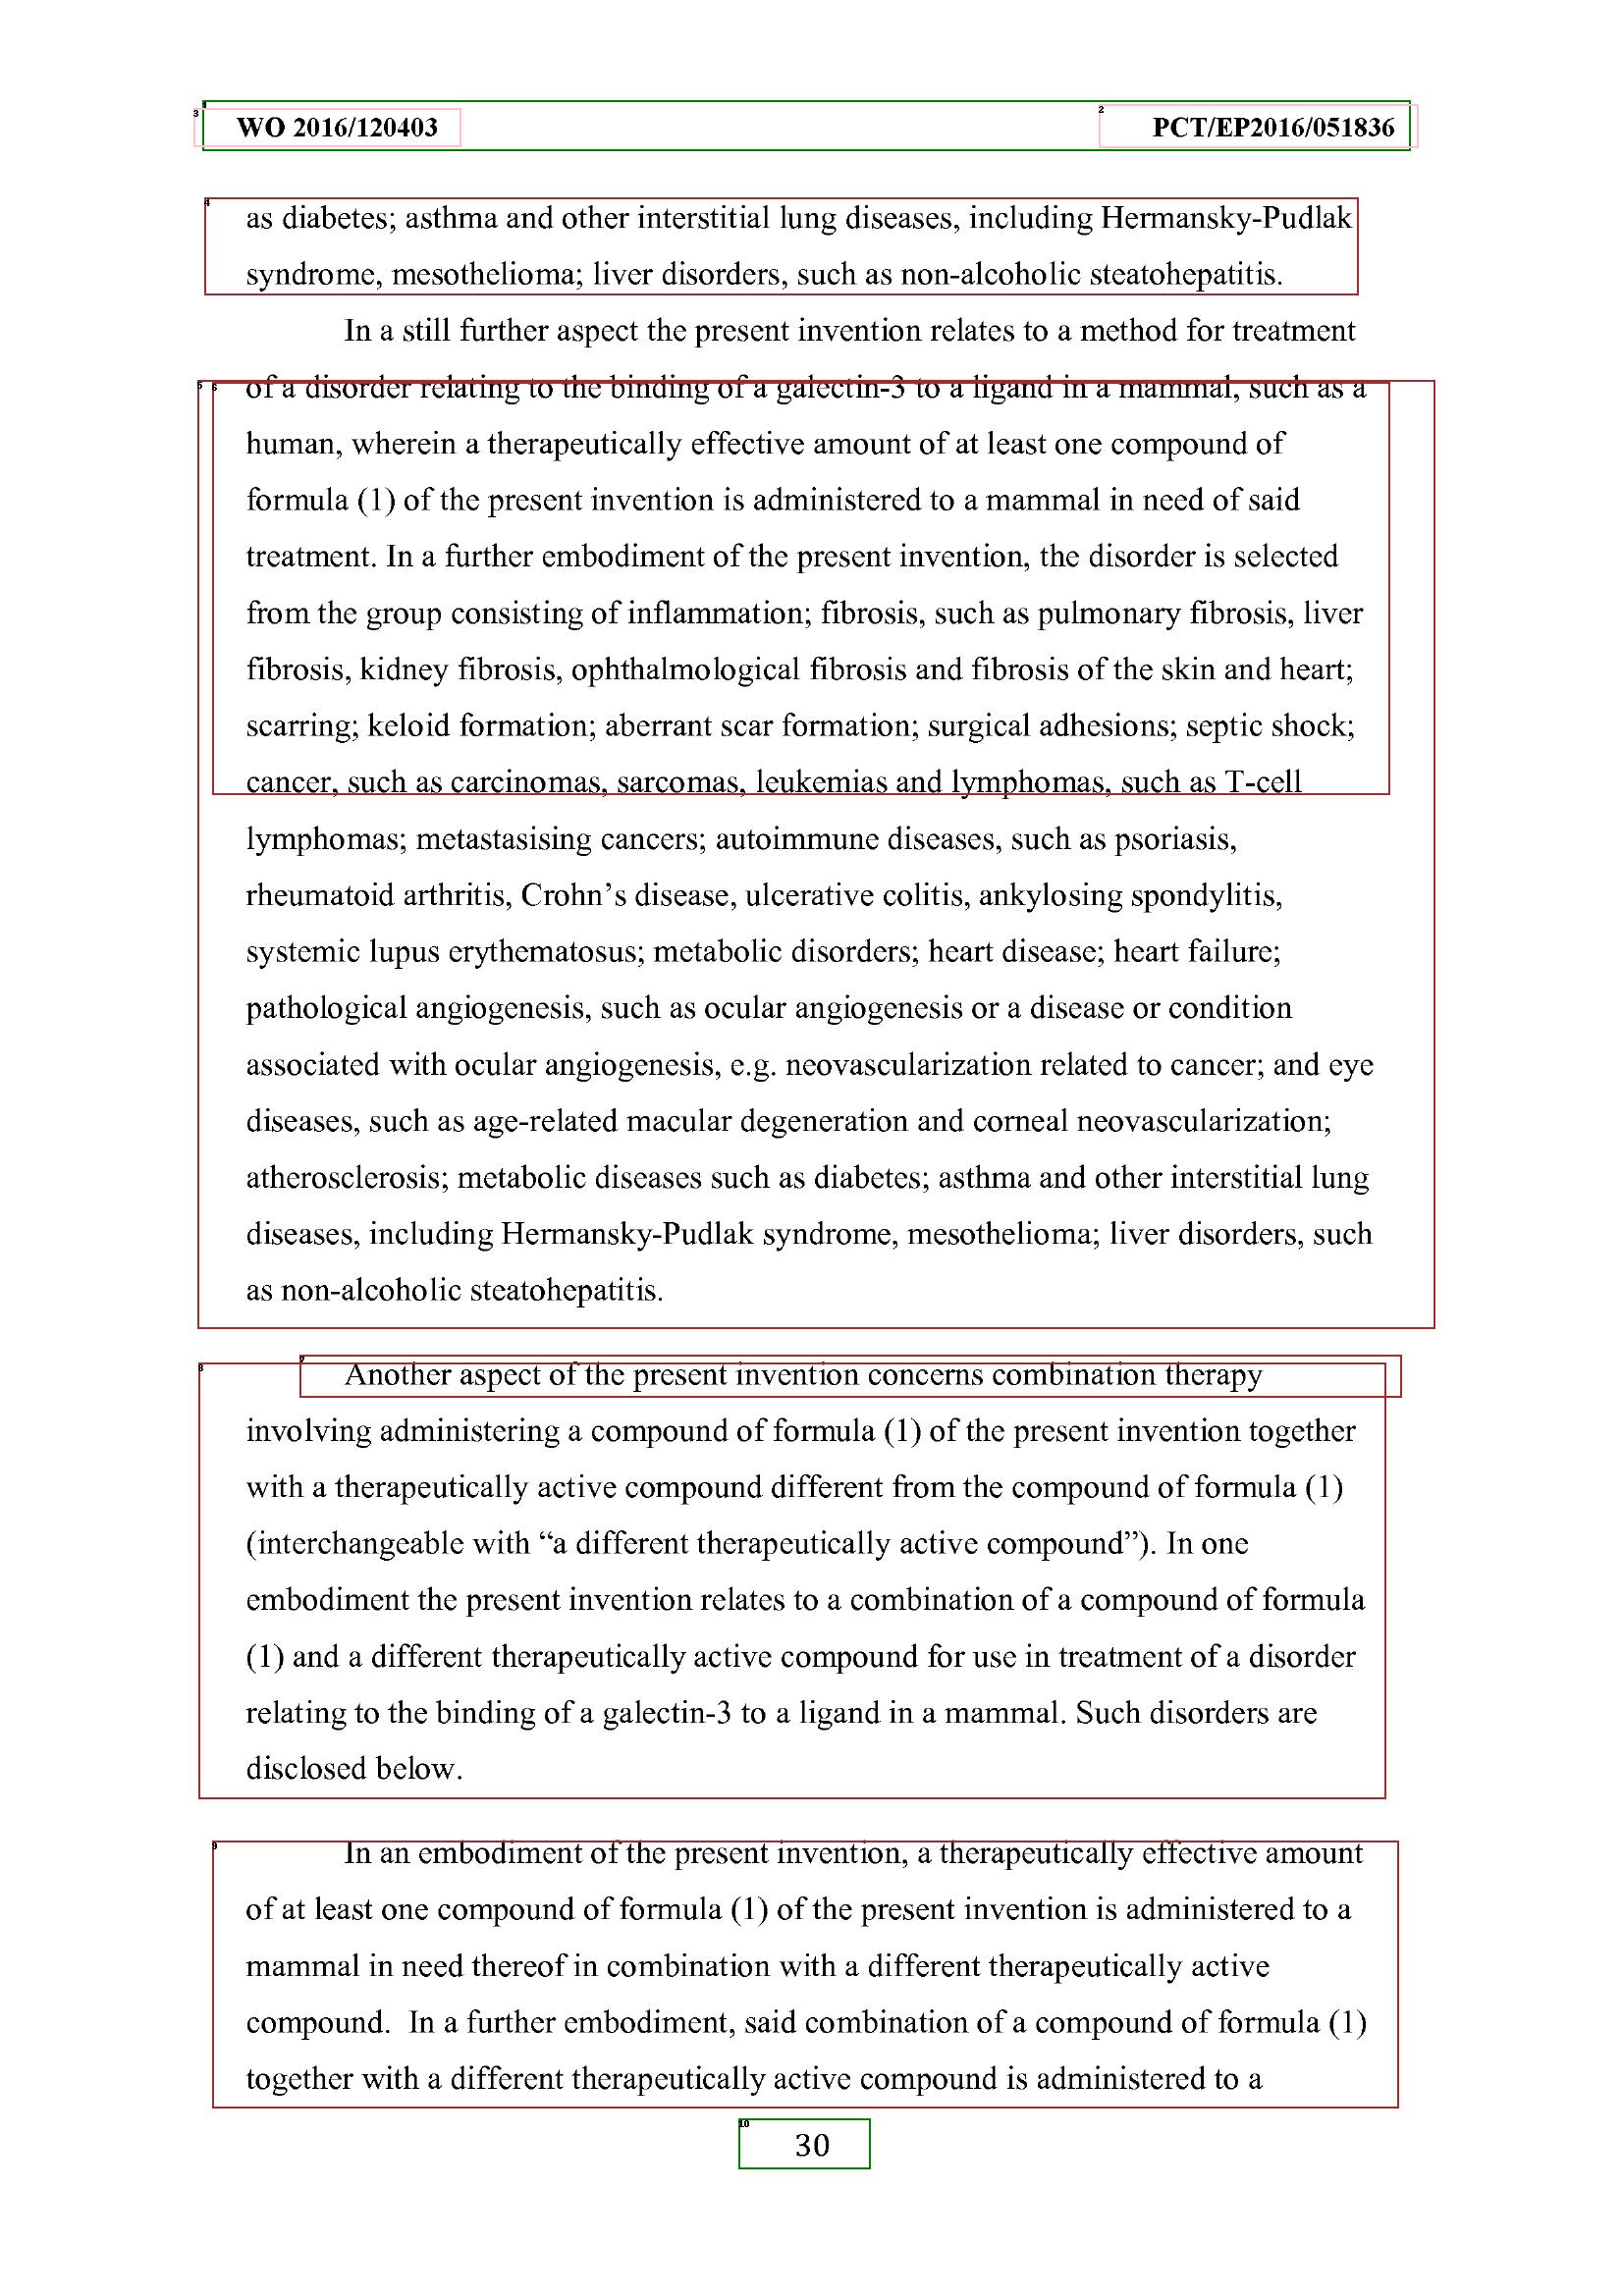 WO 2016/120403 PCT/EP2016/051836
as diabetes; asthma and other interstitial lung diseases, including Hermansky-Pudlak
syndrome, mesothelioma; liver disorders, such as non-alcoholic steatohepatitis.
In a still further aspect the present invention relates to a method for treatment
of a disorder relating to the binding of a galectin-3 to a ligand in a mammal, such as a
human, wherein a therapeutically effective amount of at least one compound of
formula (1) of the present invention is administered to a mammal in need of said
treatment. In a further embodiment of the present invention, the disorder is selected
from the group consisting of inflammation; fibrosis, such as pulmonary fibrosis, liver
fibrosis, kidney fibrosis, ophthalmological fibrosis and fibrosis of the skin and heart;
scarring; keloid formation; aberrant scar formation; surgical adhesions; septic shock;
cancer, such as carcinomas, sarcomas, leukemias and lymphomas, such as T-cell
lymphomas; metastasising cancers; autoimmune diseases, such as psoriasis,
rheumatoid arthritis, Crohn’s disease, ulcerative colitis, ankylosing spondylitis,
systemic lupus erythematosus; metabolic disorders; heart disease; heart failure;
pathological angiogenesis, such as ocular angiogenesis or a disease or condition
associated with ocular angiogenesis, e.g. neovascularization related to cancer; and eye
diseases, such as age-related macular degeneration and corneal neovascularization;
atherosclerosis; metabolic diseases such as diabetes; asthma and other interstitial lung
diseases, including Hermansky-Pudlak syndrome, mesothelioma; liver disorders, such
as non-alcoholic steatohepatitis.
Another aspect of the present invention concerns combination therapy
involving administering a compound of formula (1) of the present invention together
with a therapeutically active compound different from the compound of formula (1)
(interchangeable with “a different therapeutically active compound”). In one
embodiment the present invention relates to a combination of a compound of formula
(1) and a different therapeutically active compound for use in treatment of a disorder
relating to the binding of a galectin-3 to a ligand in a mammal. Such disorders are
disclosed below.
In an embodiment of the present invention, a therapeutically effective amount
of at least one compound of formula (1) of the present invention is administered to a
mammal in need thereof in combination with a different therapeutically active
compound.  In a further embodiment, said combination of a compound of formula (1)
together with a different therapeutically active compound is administered to a
30